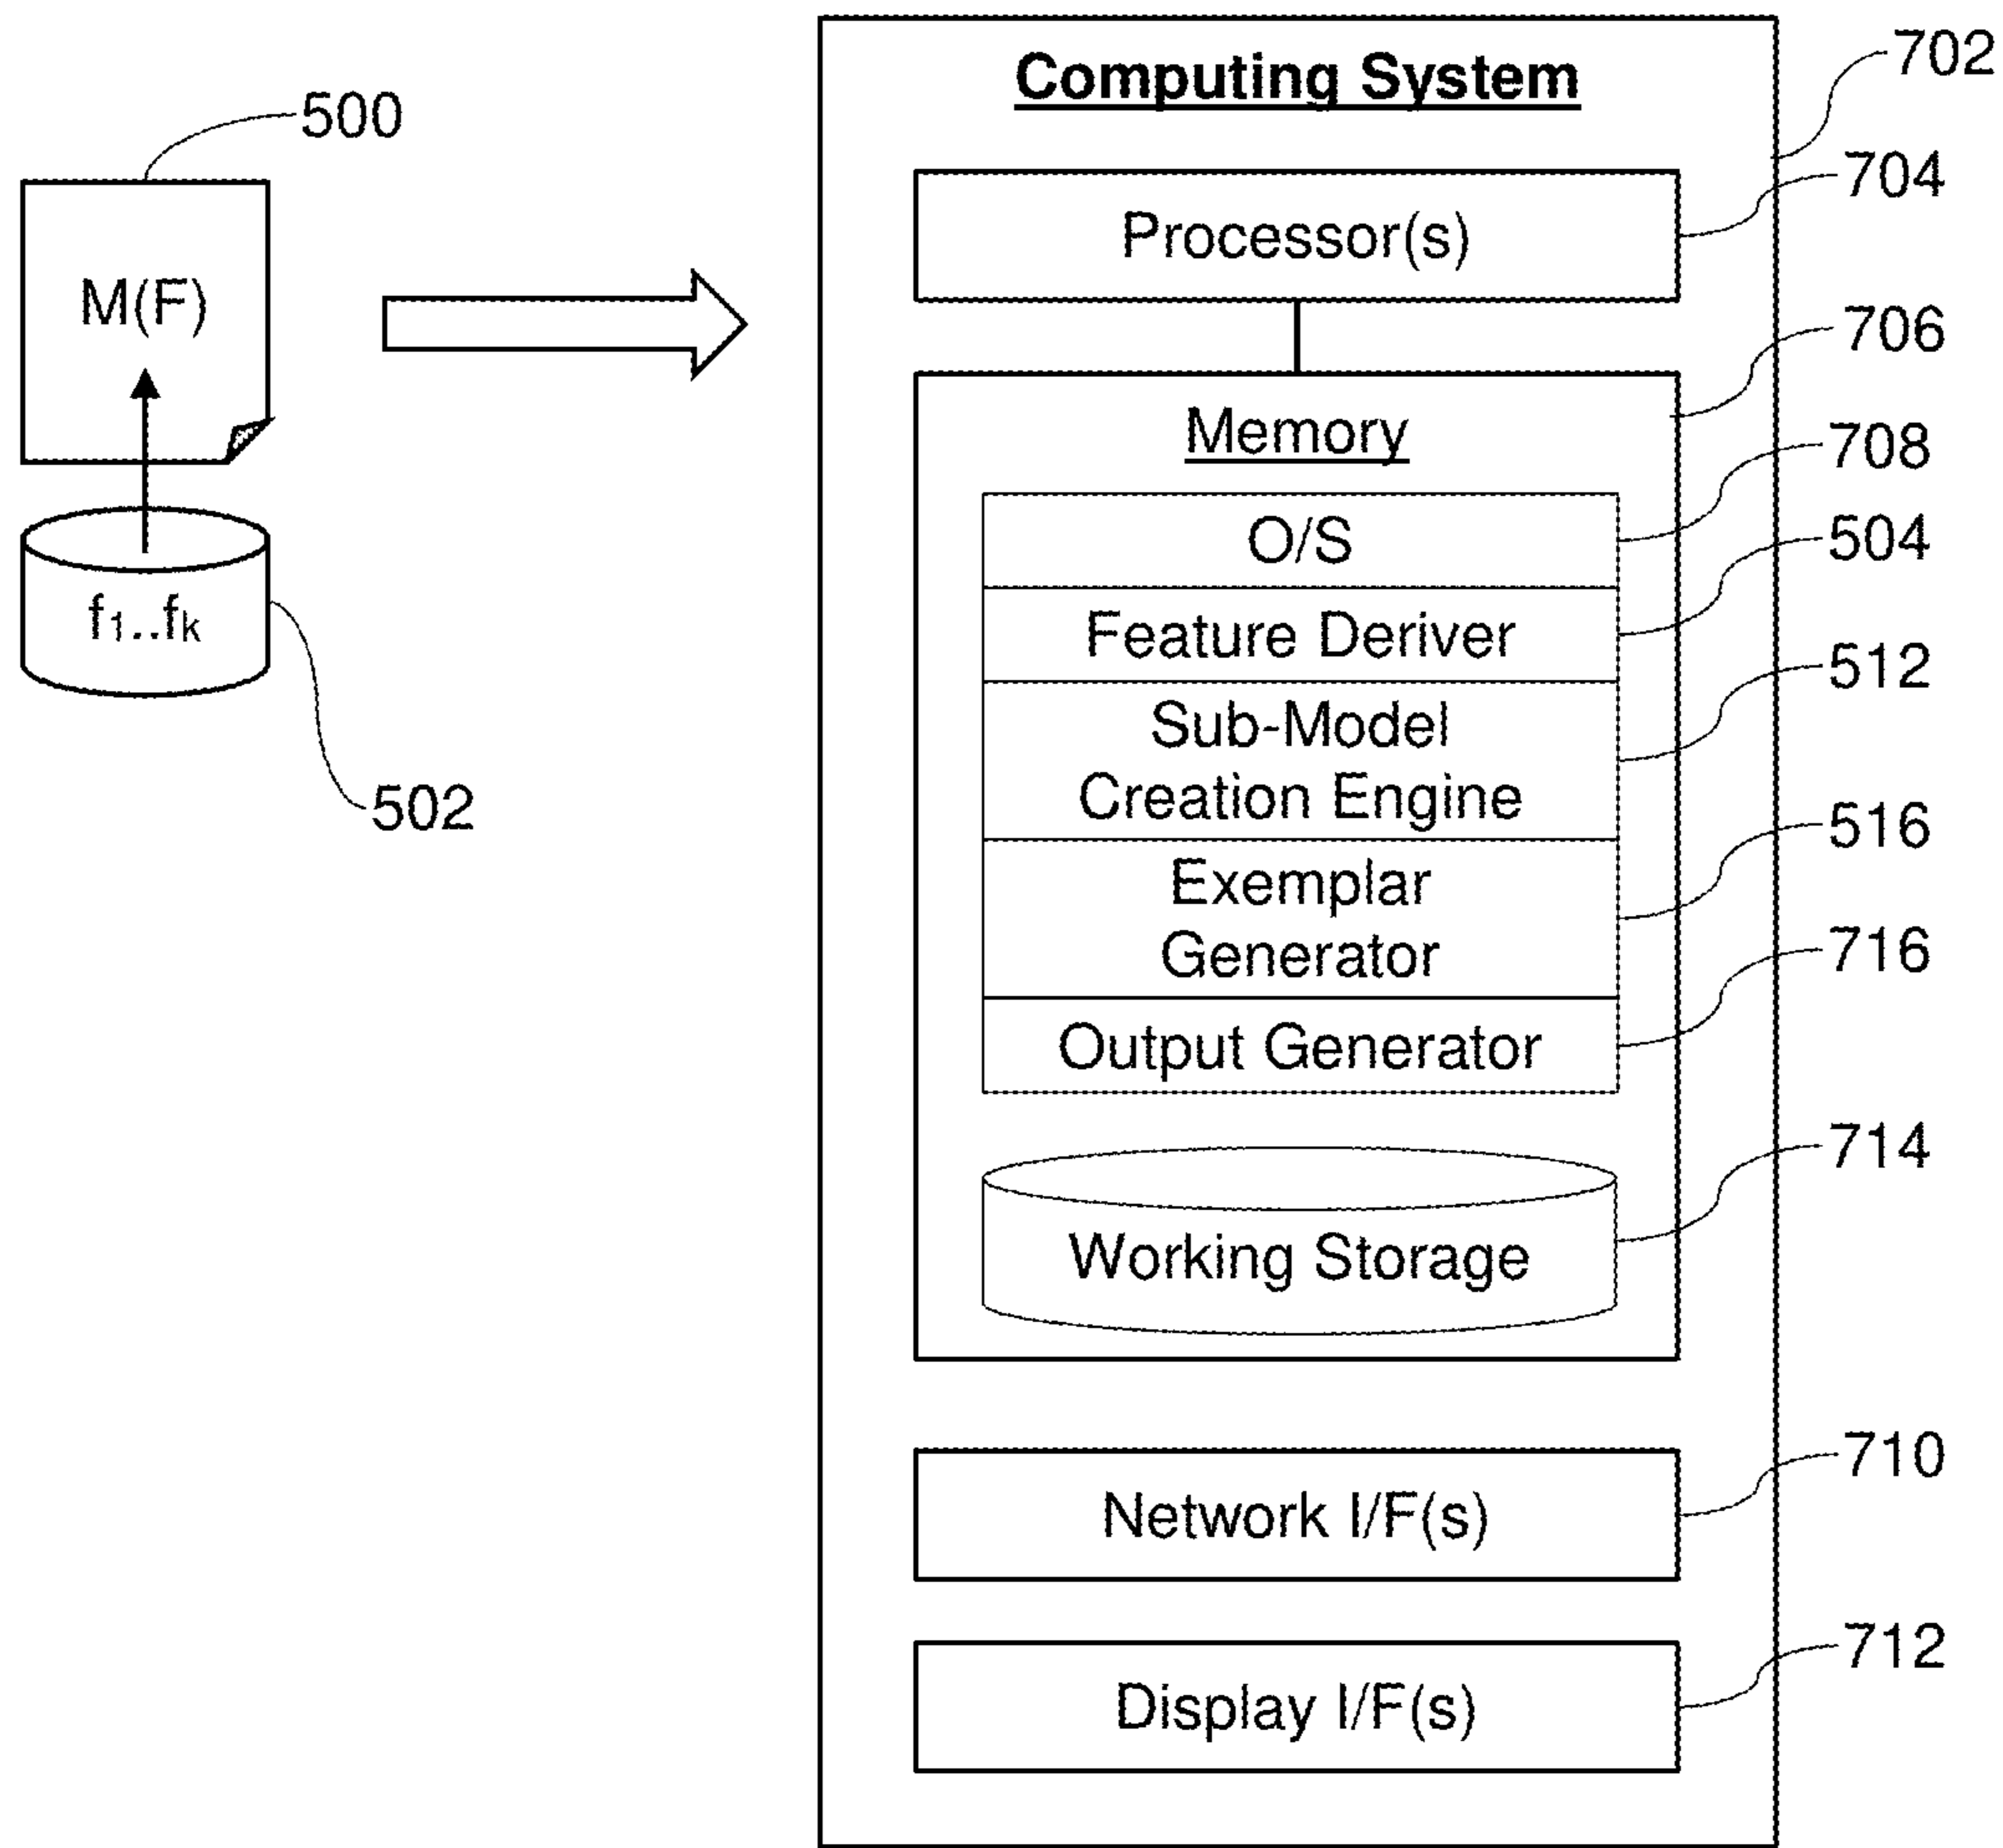 500
M(F)
f1..fk
502
Computing System
702
Processor(s)
704
706
Memory
708
O/S
504
Feature Deriver
512
Sub-Model
Creation Engine
516
Exemplar
Generator
716
Output Generator
714
Working Storage
710
Network I/F(s)
712
Display I/F(s)